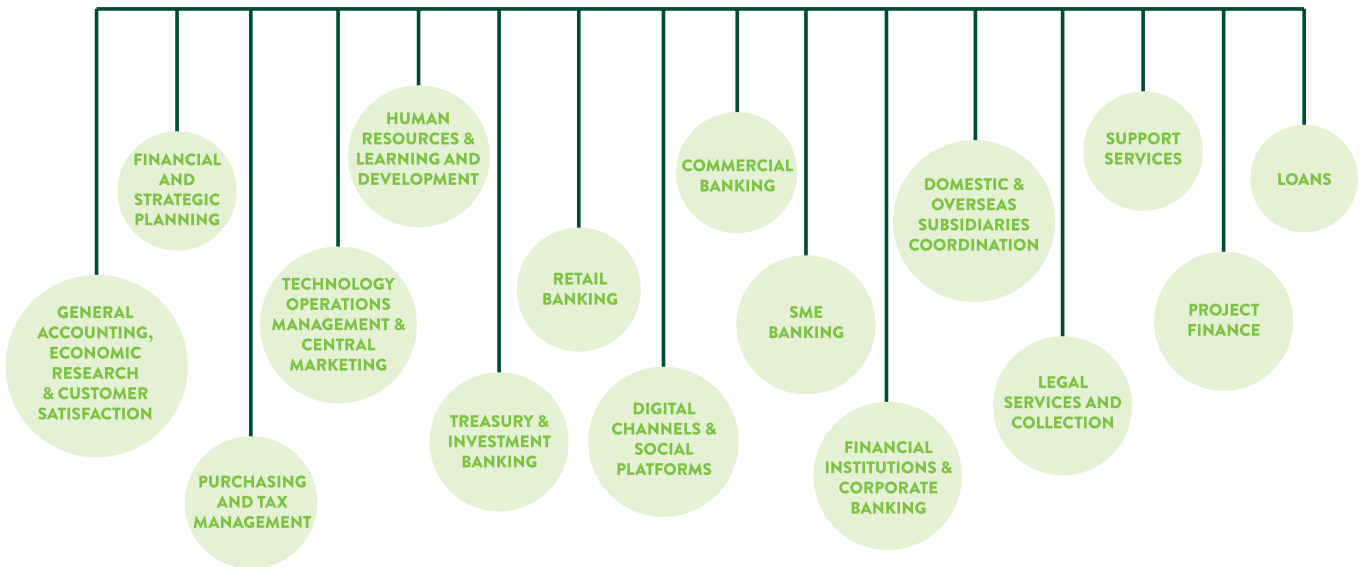 GENERAL
ACCOUNTING,
ECONOMIC
RESEARCH
& CUSTOMER
SATISFACTION
FINANCIAL
AND
STRATEGIC
PLANNING
PURCHASING
AND TAX
MANAGEMENT
TECHNOLOGY
OPERATIONS
MANAGEMENT &
CENTRAL
MARKETING
HUMAN
RESOURCES &
LEARNING AND
DEVELOPMENT
TREASURY &
INVESTMENT
BANKING
RETAIL
BANKING
DIGITAL
CHANNELS &
SOCIAL
PLATFORMS
COMMERCIAL
BANKING
SME
BANKING
FINANCIAL
INSTITUTIONS &
CORPORATE
BANKING
DOMESTIC &
OVERSEAS
SUBSIDIARIES
COORDINATION
LEGAL
SERVICES AND
COLLECTION
SUPPORT
SERVICES
PROJECT
FINANCE
LOANS